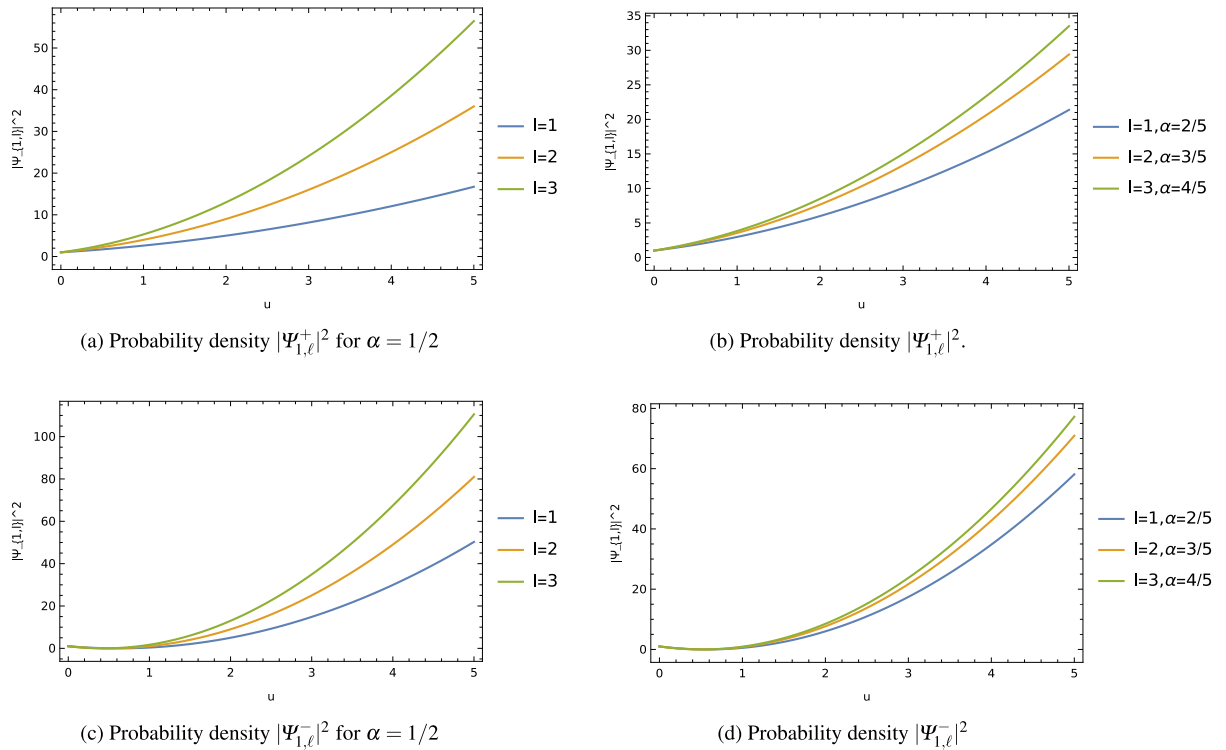 |Ψ_{1,l}|^2
50
40
30
20
10
0
0 1 2 3 4 5
u
l=1
l=2
l=3
(a) Probability density |Ψ⁺₁,ℓ|² for α = 1/2
|Ψ_{1,l}|^2
35
30
25
20
15
10
5
0
0 1 2 3 4 5
u
l=1,α=2/5
l=2,α=3/5
l=3,α=4/5
(b) Probability density |Ψ⁺₁,ℓ|².
|Ψ_{1,l}|^2
100
80
60
40
20
0
0 1 2 3 4 5
u
l=1
l=2
l=3
(c) Probability density |Ψ⁻₁,ℓ|² for α = 1/2
|Ψ_{1,l}|^2
80
60
40
20
0
0 1 2 3 4 5
u
l=1,α=2/5
l=2,α=3/5
l=3,α=4/5
(d) Probability density |Ψ⁻₁,ℓ|²